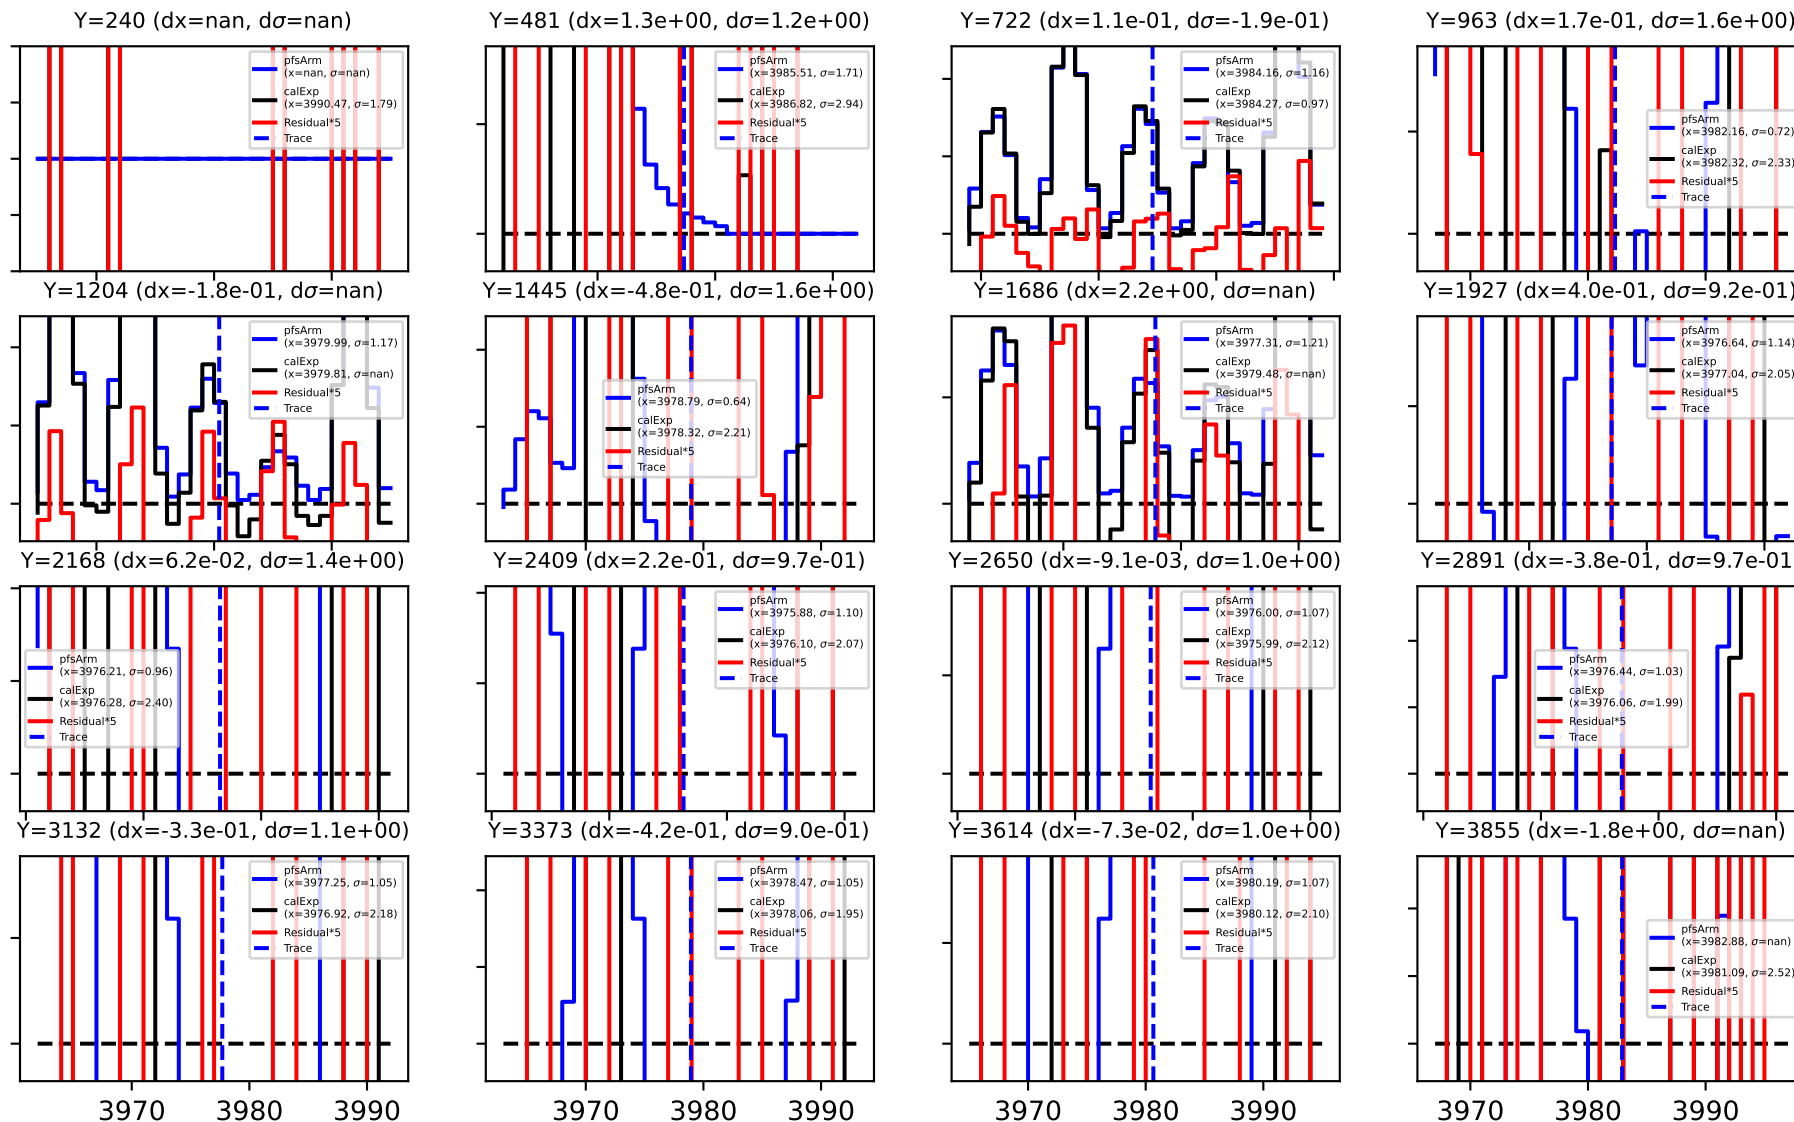 Y=240 (dx=nan, dσ=nan)
pfsArm
(x=nan, σ=nan)
calExp
(x=3990.47, σ=1.79)
Residual*5
Trace
Y=481 (dx=1.3e+00, dσ=1.2e+00)
pfsArm
(x=3985.51, σ=1.71)
calExp
(x=3986.82, σ=2.94)
Residual*5
Trace
Y=722 (dx=1.1e-01, dσ=-1.9e-01)
pfsArm
(x=3984.16, σ=1.16)
calExp
(x=3984.27, σ=0.97)
Residual*5
Trace
Y=963 (dx=1.7e-01, dσ=1.6e+00)
pfsArm
(x=3982.16, σ=0.72)
calExp
(x=3982.32, σ=2.33)
Residual*5
Trace
Y=1204 (dx=-1.8e-01, dσ=nan)
pfsArm
(x=3979.99, σ=1.17)
calExp
(x=3979.81, σ=nan)
Residual*5
Trace
Y=1445 (dx=-4.8e-01, dσ=1.6e+00)
pfsArm
(x=3978.79, σ=0.64)
calExp
(x=3978.32, σ=2.21)
Residual*5
Trace
Y=1686 (dx=2.2e+00, dσ=nan)
pfsArm
(x=3977.31, σ=1.21)
calExp
(x=3979.48, σ=nan)
Residual*5
Trace
Y=1927 (dx=4.0e-01, dσ=9.2e-01)
pfsArm
(x=3976.64, σ=1.14)
calExp
(x=3977.04, σ=2.05)
Residual*5
Trace
Y=2168 (dx=6.2e-02, dσ=1.4e+00)
pfsArm
(x=3976.21, σ=0.96)
calExp
(x=3976.28, σ=2.40)
Residual*5
Trace
Y=2409 (dx=2.2e-01, dσ=9.7e-01)
pfsArm
(x=3975.88, σ=1.10)
calExp
(x=3976.10, σ=2.07)
Residual*5
Trace
Y=2650 (dx=-9.1e-03, dσ=1.0e+00)
pfsArm
(x=3976.00, σ=1.07)
calExp
(x=3975.99, σ=2.12)
Residual*5
Trace
Y=2891 (dx=-3.8e-01, dσ=9.7e-01
pfsArm
(x=3976.44, σ=1.03)
calExp
(x=3976.06, σ=1.99)
Residual*5
Trace
Y=3132 (dx=-3.3e-01, dσ=1.1e+00)
pfsArm
(x=3977.25, σ=1.05)
calExp
(x=3976.92, σ=2.18)
Residual*5
Trace
3970 3980 3990
Y=3373 (dx=-4.2e-01, dσ=9.0e-01)
pfsArm
(x=3978.47, σ=1.05)
calExp
(x=3978.06, σ=1.95)
Residual*5
Trace
3970 3980 3990
Y=3614 (dx=-7.3e-02, dσ=1.0e+00)
pfsArm
(x=3980.19, σ=1.07)
calExp
(x=3980.12, σ=2.10)
Residual*5
Trace
3970 3980 3990
Y=3855 (dx=-1.8e+00, dσ=nan)
pfsArm
(x=3982.88, σ=nan)
calExp
(x=3981.09, σ=2.52)
Residual*5
Trace
3970 3980 3990